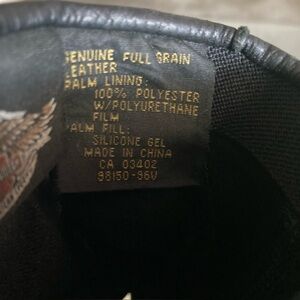 GENUINE FULL GRAIN
LEATHER
PALM LINING:
100% POLYESTER
W/POLYURETHANE
FILM
PALM FILL:
SILICONE GEL
MADE IN CHINA
CA 03402
98150-96V